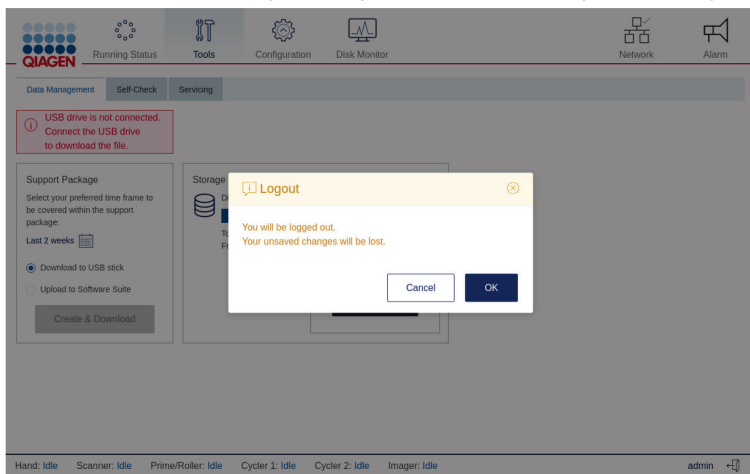 QIAGEN
Running Status
Tools
Configuration
Disk Monitor
Network
Alarm
Data Management
Self-Check
Servicing
USB drive is not connected.
Connect the USB drive
to download the file.
Support Package
Select your preferred time frame to
be covered within the support
package:
Last 2 weeks
Download to USB
stick
Upload to Software Suite
Create & Download
Storage
Logout
You will be logged out.
Your unsaved changes will be lost.
Cancel
OK
Hand: Idle
Scanner: Idle
Prime/Roller: Idle
Cycler 1: Idle
Cycler 2: Idle
Imager: Idle
admin